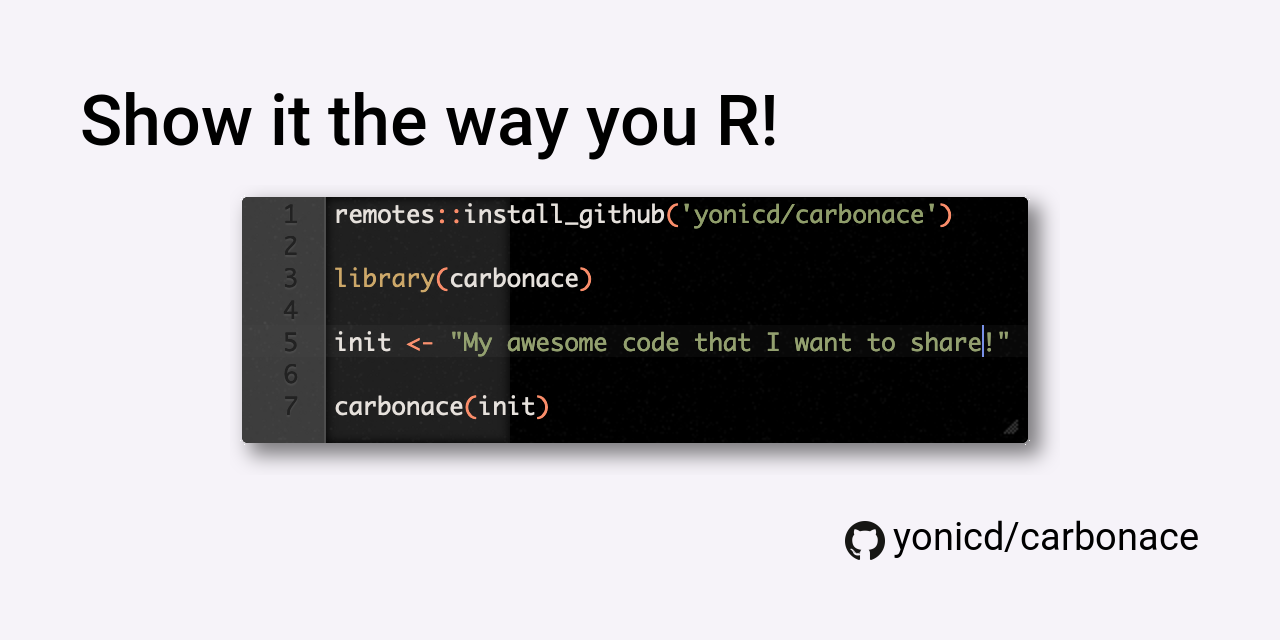 Show it the way you R!
1 remotes::install_github('yonicd/carbonace')
2
3 library(carbonace)
4
5 init <- "My awesome code that I want to share!"
6
7 carbonace(init)
yonicd/carbonace